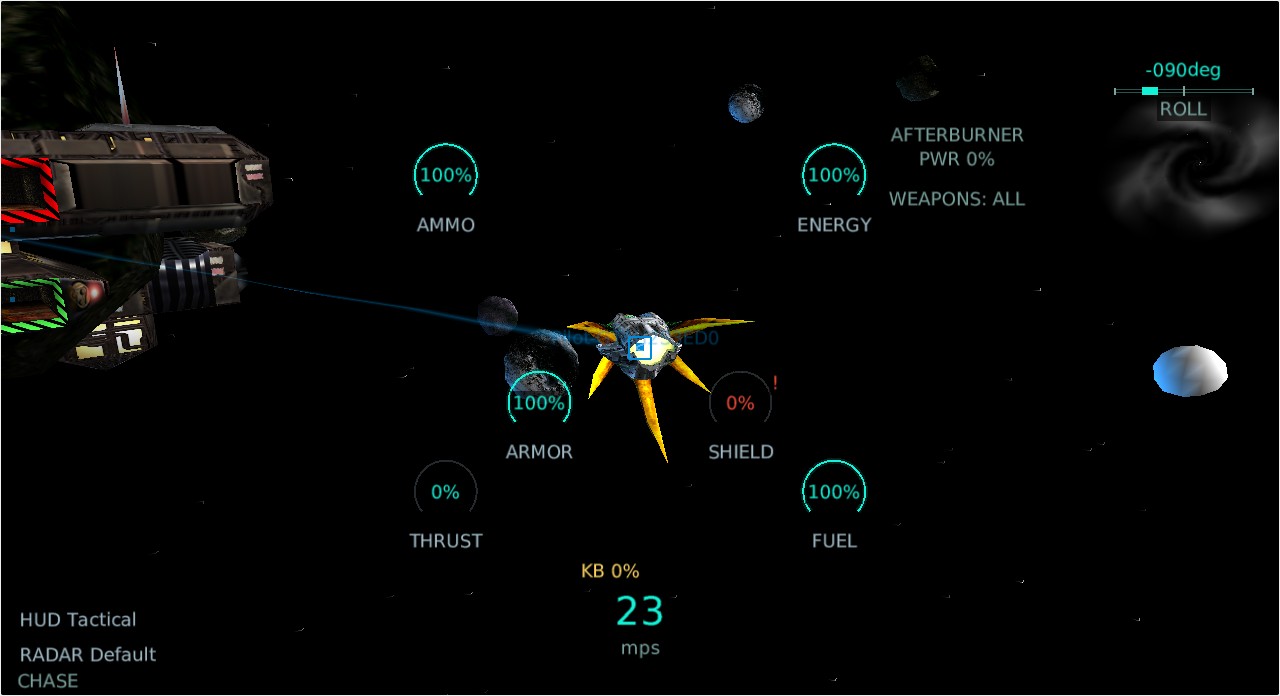 -090deg
ROLL
AFTERBURNER
PWR 0%
WEAPONS: ALL
100%
AMMO
100%
ENERGY
100%
ARMOR
0%
!
SHIELD
0%
THRUST
100%
FUEL
KB 0%
23
mps
HUD Tactical
RADAR Default
CHASE